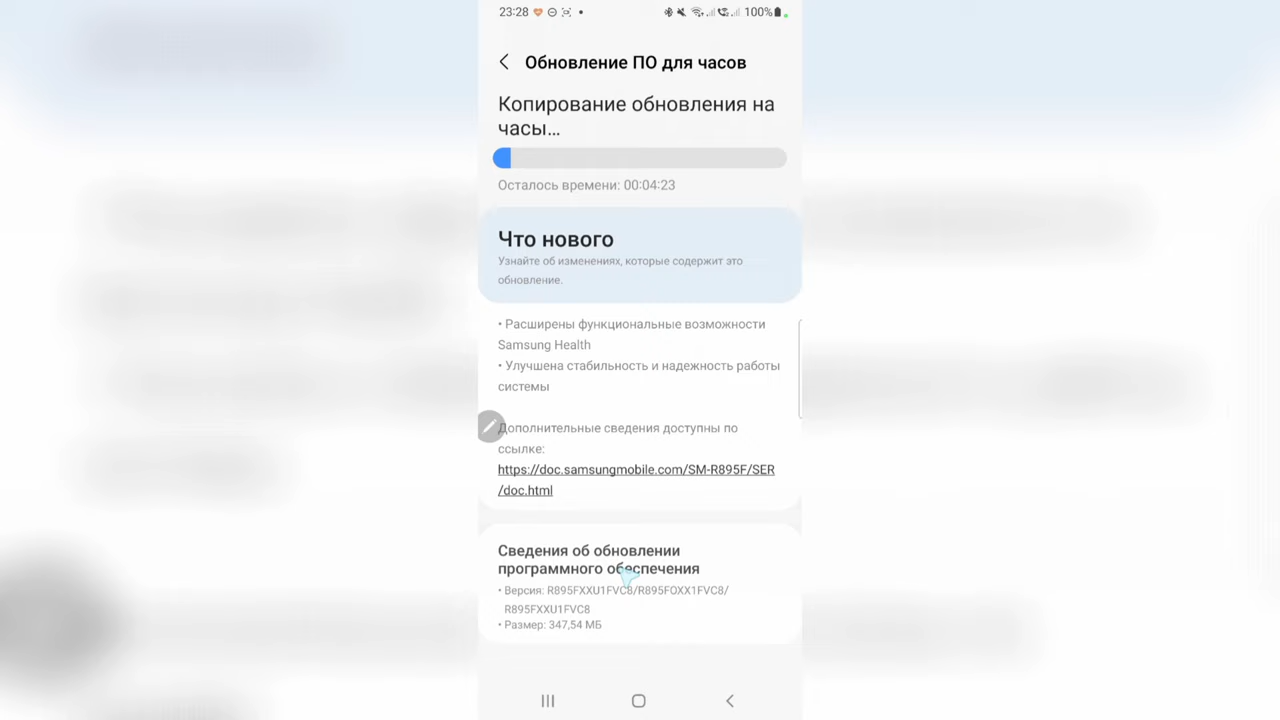 23:28
100%
Обновление ПО для часов
Копирование обновления на
часы...
Осталось времени: 00:04:23
Что нового
Узнайте об изменениях, которые содержит это
обновление.
• Расширены функциональные возможности
Samsung Health
• Улучшена стабильность и надежность работы
системы
Дополнительные сведения доступны по
ссылке:
https://doc.samsungmobile.com/SM-R895F/SER
/doc.html
Сведения об обновлении
программного обеспечения
• Версия: R895FXXU1FVC8/R895FOXX1FVC8/
R895FXXU1FVC8
• Размер: 347,54 МБ